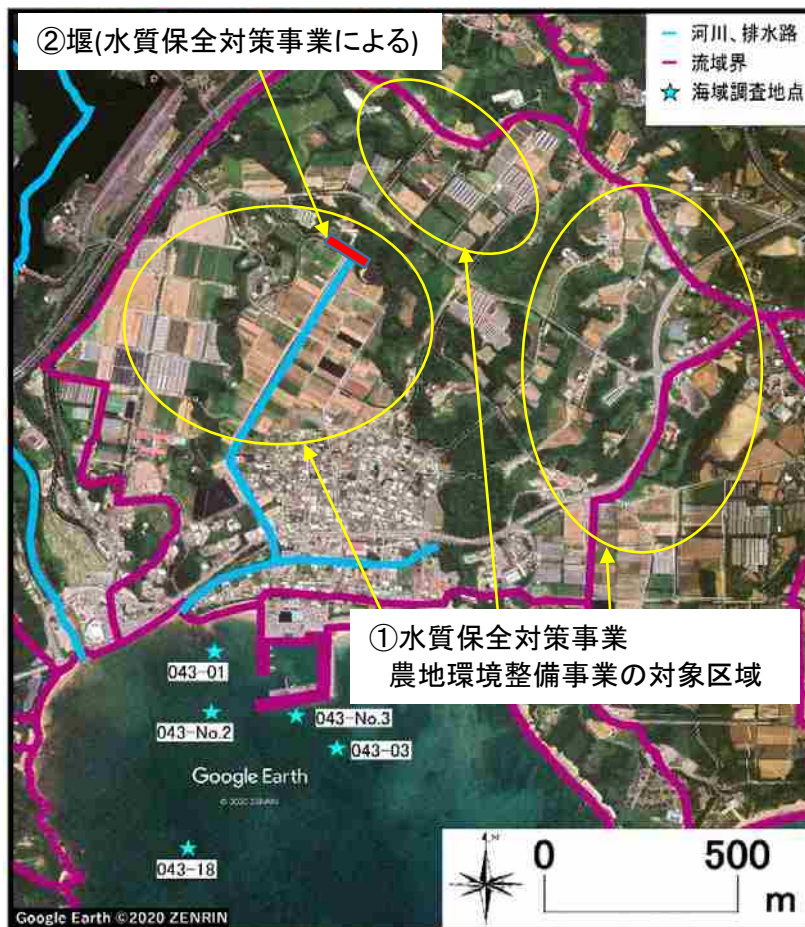 ②堰(水質保全対策事業による)
河川、排水路
流域界
海域調査地点
①水質保全対策事業
農地環境整備事業の対象区域
043-01
043-No.2
043-No.3
043-03
Google Earth
© 2020 ZENRIN
043-18
N
0 500
m
Google Earth ©2020 ZENRIN